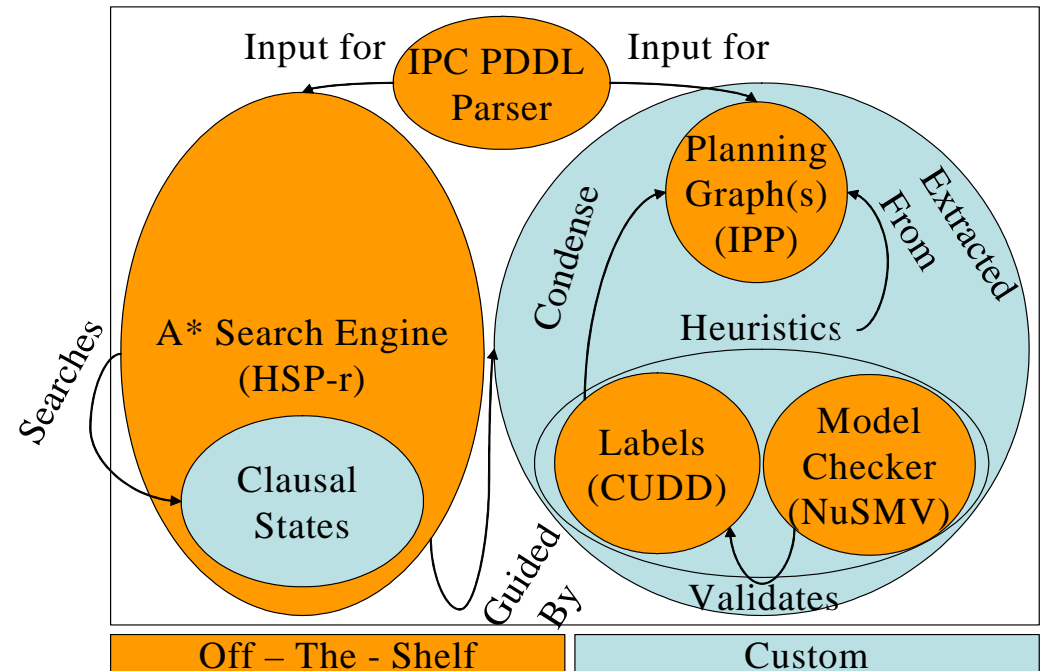 Input for
IPC PDDL
Parser
Input for
Planning
Graph(s)
(IPP)
Condense
From
Extracted
Heuristics
Searches
A* Search Engine
(HSP-r)
Clausal
States
Labels
(CUDD)
Model
Checker
(NuSMV)
Guided
By
Validates
Off – The - Shelf
Custom